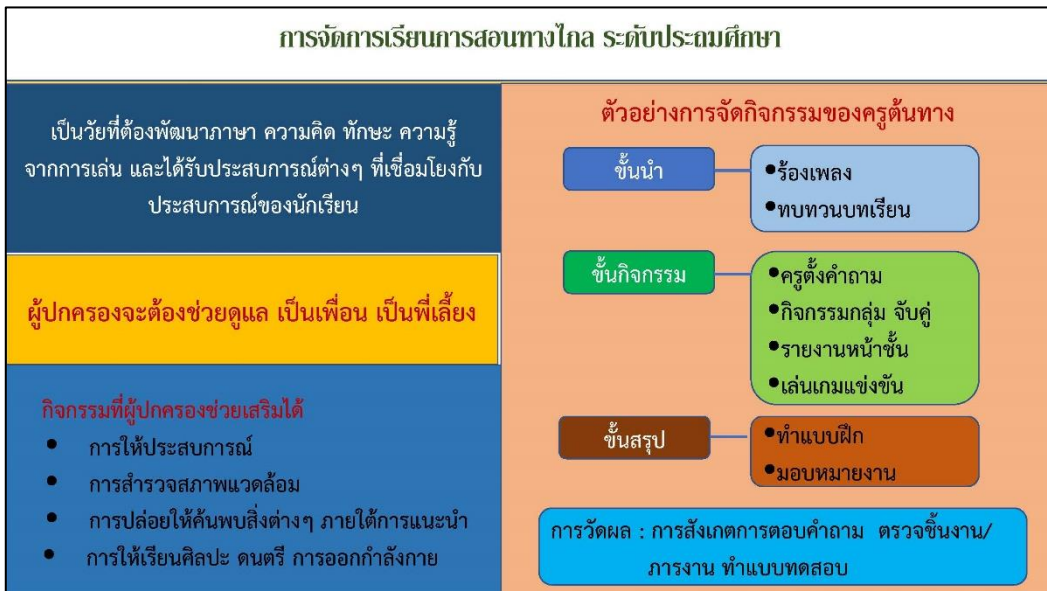 การจัดการเรียนการสอนทางไกล ระดับประถมศึกษา
เป็นวัยที่ต้องพัฒนาภาษา ความคิด ทักษะ ความรู้
จากการเล่น และได้รับประสบการณ์ต่างๆ ที่เชื่อมโยงกับ
ประสบการณ์ของนักเรียน
ผู้ปกครองจะต้องช่วยดูแล เป็นเพื่อน เป็นพี่เลี้ยง
กิจกรรมที่ผู้ปกครองช่วยเสริมได้
• การให้ประสบการณ์
• การสำรวจสภาพแวดล้อม
• การปล่อยให้ค้นพบสิ่งต่างๆ ภายใต้การแนะนำ
• การให้เรียนศิลปะ ดนตรี การออกกำลังกาย
ตัวอย่างการจัดกิจกรรมของครูต้นทาง
ขั้นนำ
•ร้องเพลง
•ทบทวนบทเรียน
ขั้นกิจกรรม
•ครูตั้งคำถาม
•กิจกรรมกลุ่ม จับคู่
•รายงานหน้าชั้น
•เล่นเกมแข่งขัน
ขั้นสรุป
•ทำแบบฝึก
•มอบหมายงาน
การวัดผล : การสังเกตการตอบคำถาม ตรวจชิ้นงาน/
ภารงาน ทำแบบทดสอบ